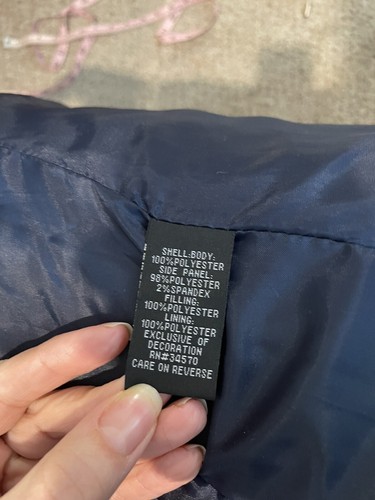 SHELL:BODY:
100%POLYESTER
SIDE PANEL:
98%POLYESTER
2%SPANDEX
FILLING:
100%POLYESTER
LINING:
100%POLYESTER
EXCLUSIVE OF
DECORATION
RN#34570
CARE ON REVERSE